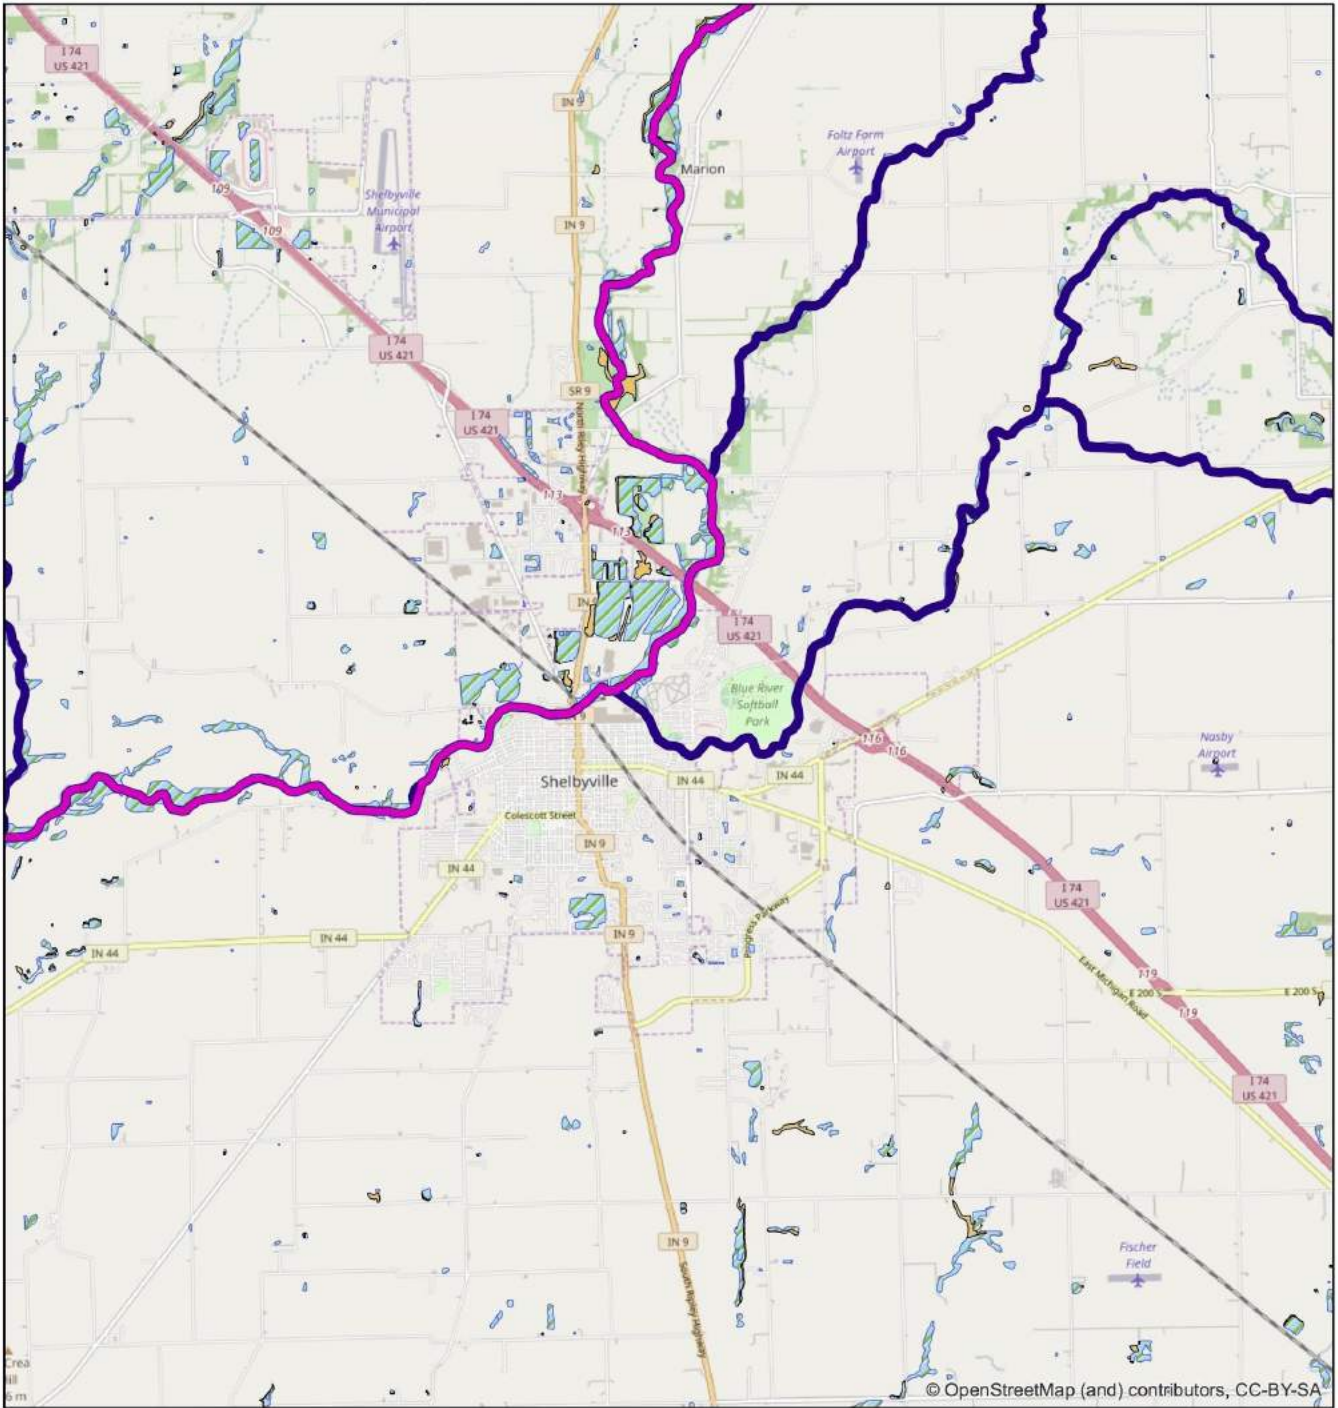 I 74
US 421
IN 9
Foltz Farm
Airport
Marion
109
Shelbyville
Municipal
Airport
109
IN 9
I 74
US 421
SR 9
North Riley Highway
I 74
US 421
113
113
IN
I 74
US 421
Blue River
Softball
Park
9
116
116
Nasby
Airport
Shelbyville
IN 44
IN 44
Colescott Street
IN 9
IN 44
I 74
US 421
Progress Parkway
IN 44
IN 9
IN 44
East Michigan Road
119
E 200 S
E 200 S
119
I 74
US 421
IN 9
Fischer
Field
South Riley Highway
Crea
ill
6 m
© OpenStreetMap (and) contributors, CC-BY-SA